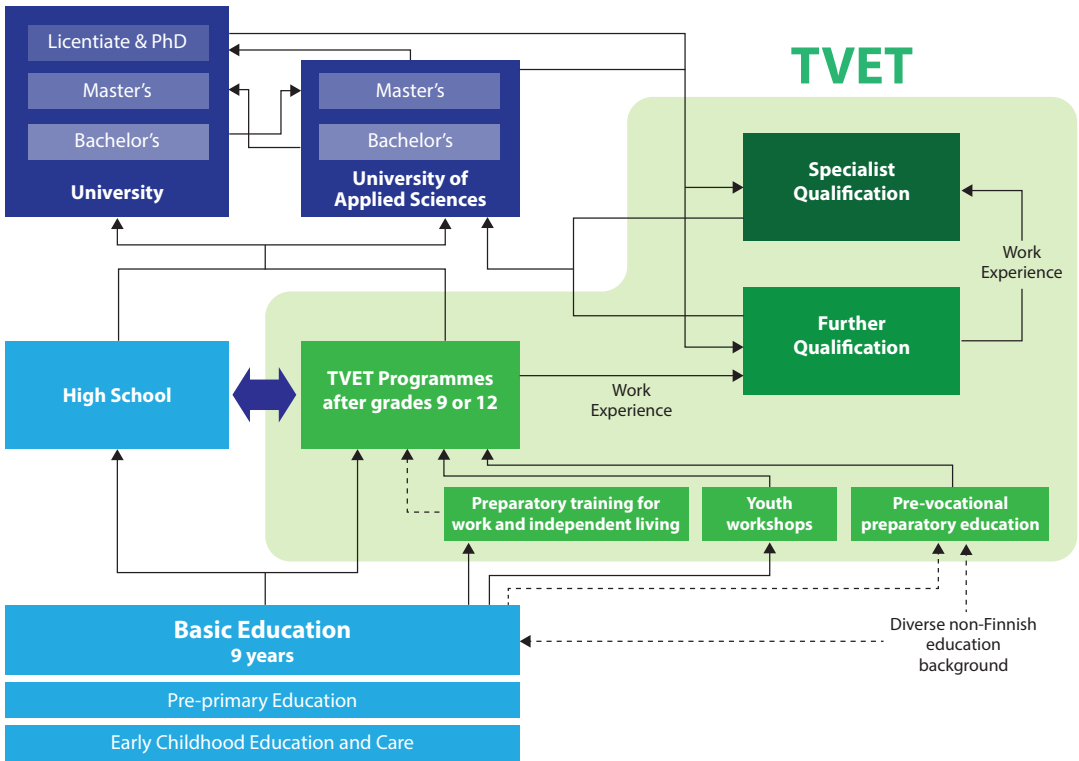 Licentiate & PhD
Master's
Bachelor's
University
Master's
Bachelor's
University of
Applied Sciences
TVET
Specialist
Qualification
Work
Experience
Further
Qualification
High School
TVET Programmes
after grades 9 or 12
Work
Experience
Preparatory training for
work and independent living
Youth
workshops
Pre-vocational
preparatory education
Basic Education
9 years
Diverse non-Finnish
education
background
Pre-primary Education
Early Childhood Education and Care